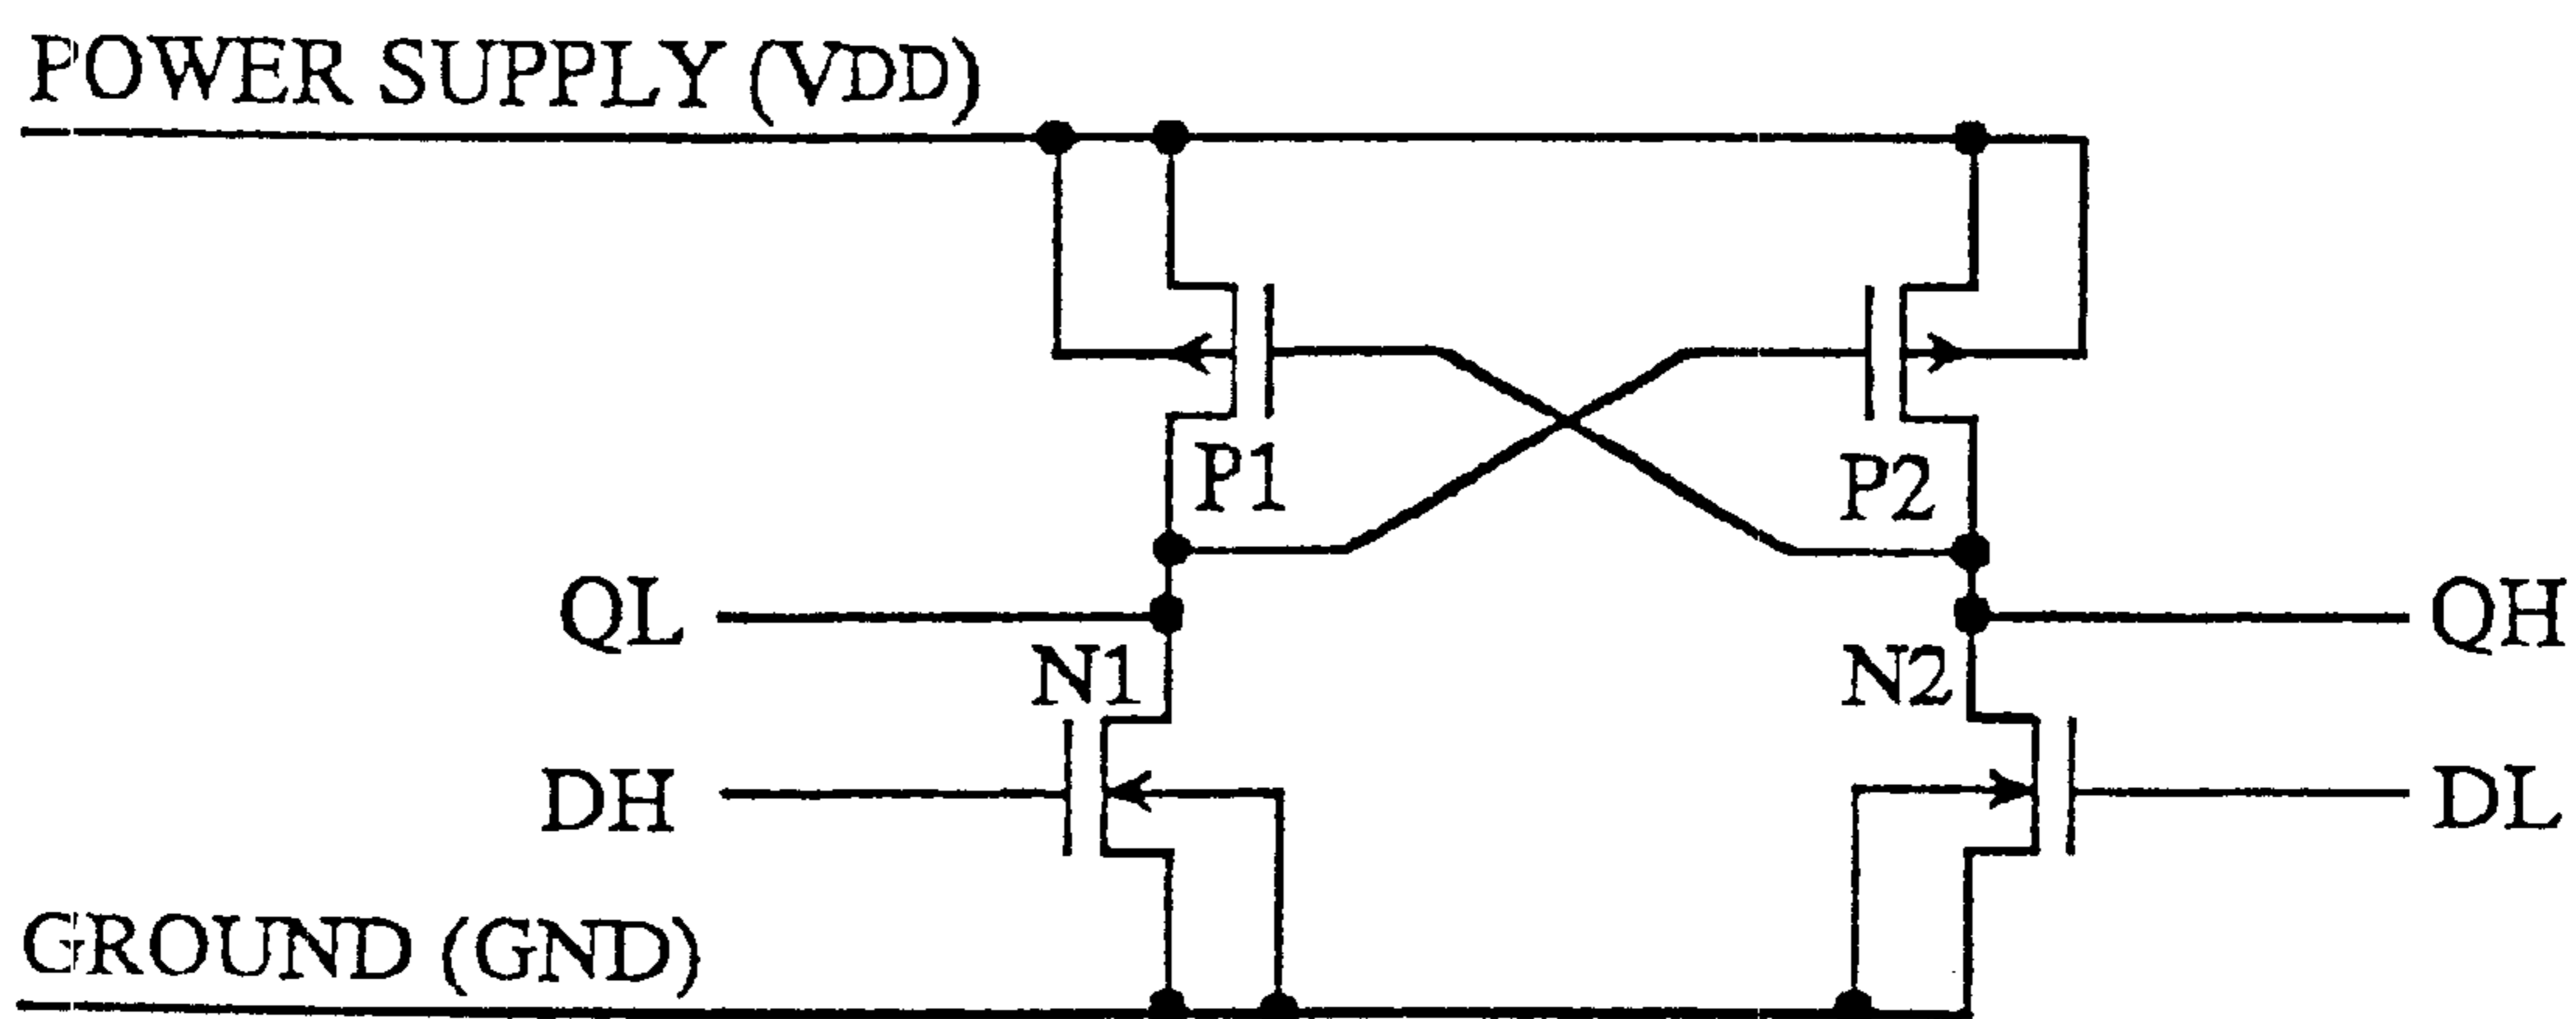 POWER SUPPLY (VDD)
P1
P2
QL
QH
N1
N2
DH
DL
GROUND (GND)